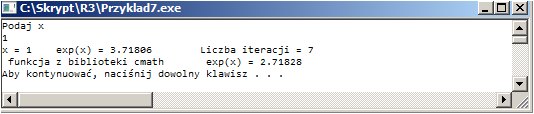 C:\Skrypt\R3\Przyklad7.exe
Podaj x
1
x = 1    exp(x) = 3.71806        Liczba iteracji = 7
 funkcja z biblioteki cmath       exp(x) = 2.71828
Aby kontynuować, naciśnij dowolny klawisz . . .